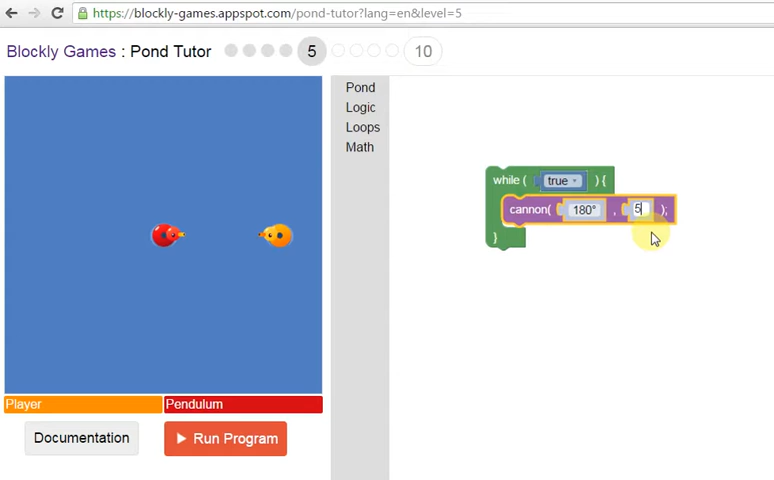 https://blockly-games.appspot.com/pond-tutor?lang=en&level=5
Blockly Games : Pond Tutor 5 10
Pond
Logic
Loops
Math
while ( true ) {
cannon( 180° , 5 );
}
Player Pendulum
Documentation Run Program